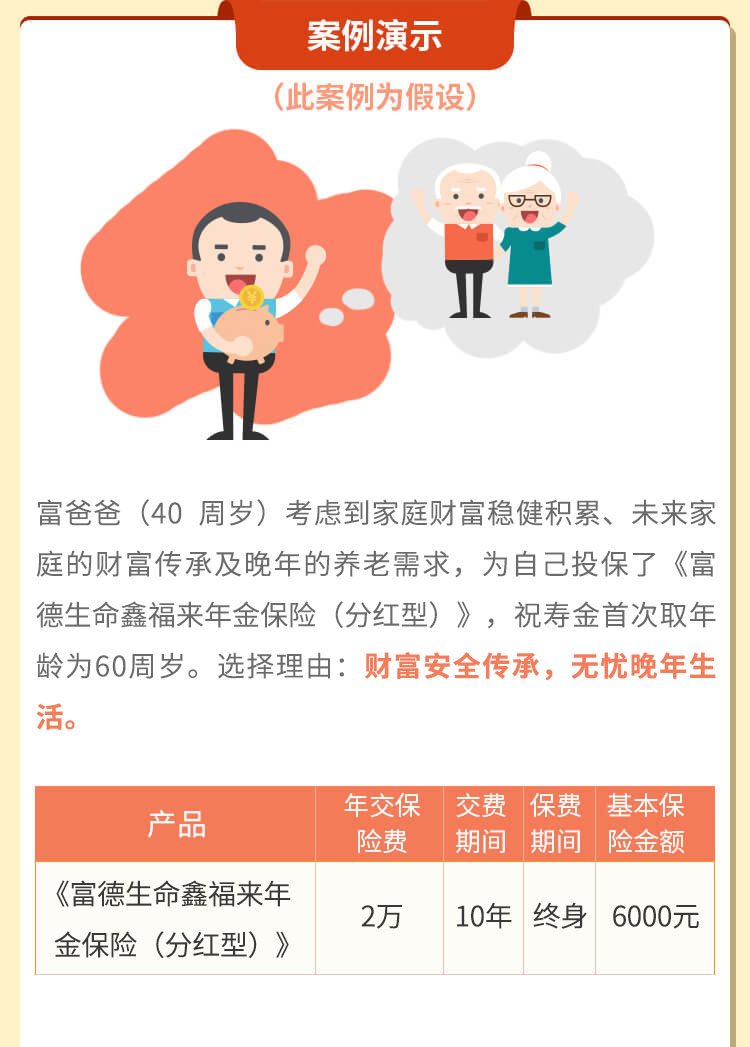 案例演示
（此案例为假设）
¥
富爸爸（40 周岁）考虑到家庭财富稳健积累、未来家
庭的财富传承及晚年的养老需求，为自己投保了《富
德生命鑫福来年金保险（分红型）》，祝寿金首次取年
龄为60周岁。选择理由：财富安全传承，无忧晚年生
活。
产品
年交保
险费
交费
期间
保费
期间
基本保
险金额
《富德生命鑫福来年
金保险（分红型）》
2万
10年
终身
6000元